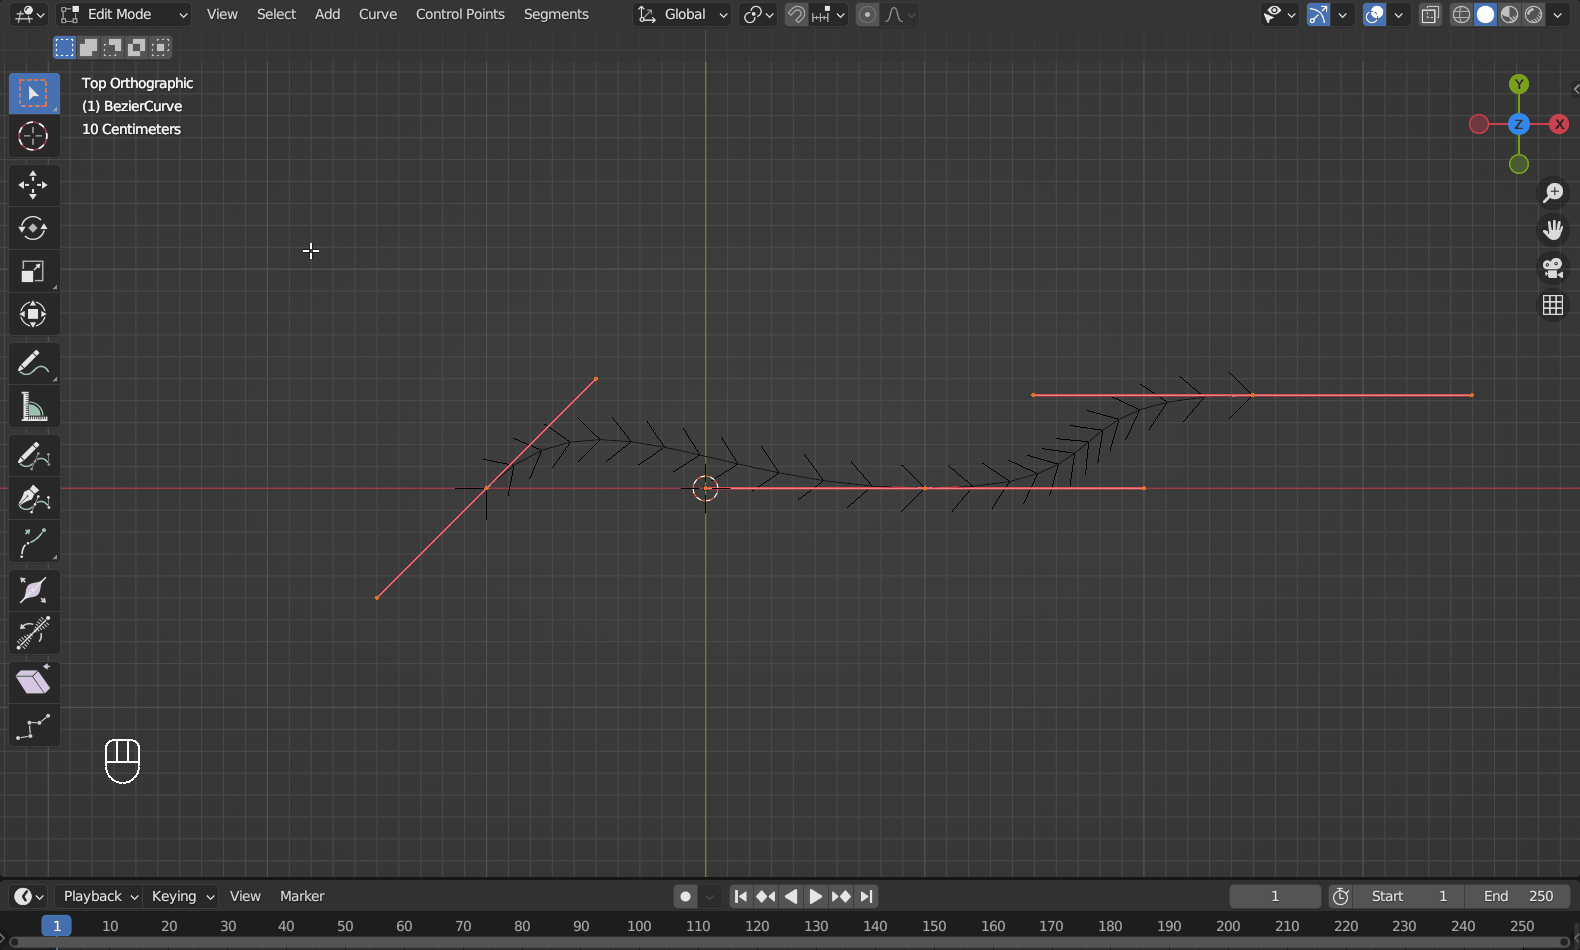 Edit Mode View Select Add Curve Control Points Segments Global
Top Orthographic
(1) BezierCurve
10 Centimeters
Y
Z
X
Playback Keying View Marker 1 Start 1 End 250
1 10 20 30 40 50 60 70 80 90 100 110 120 130 140 150 160 170 180 190 200 210 220 230 240 250